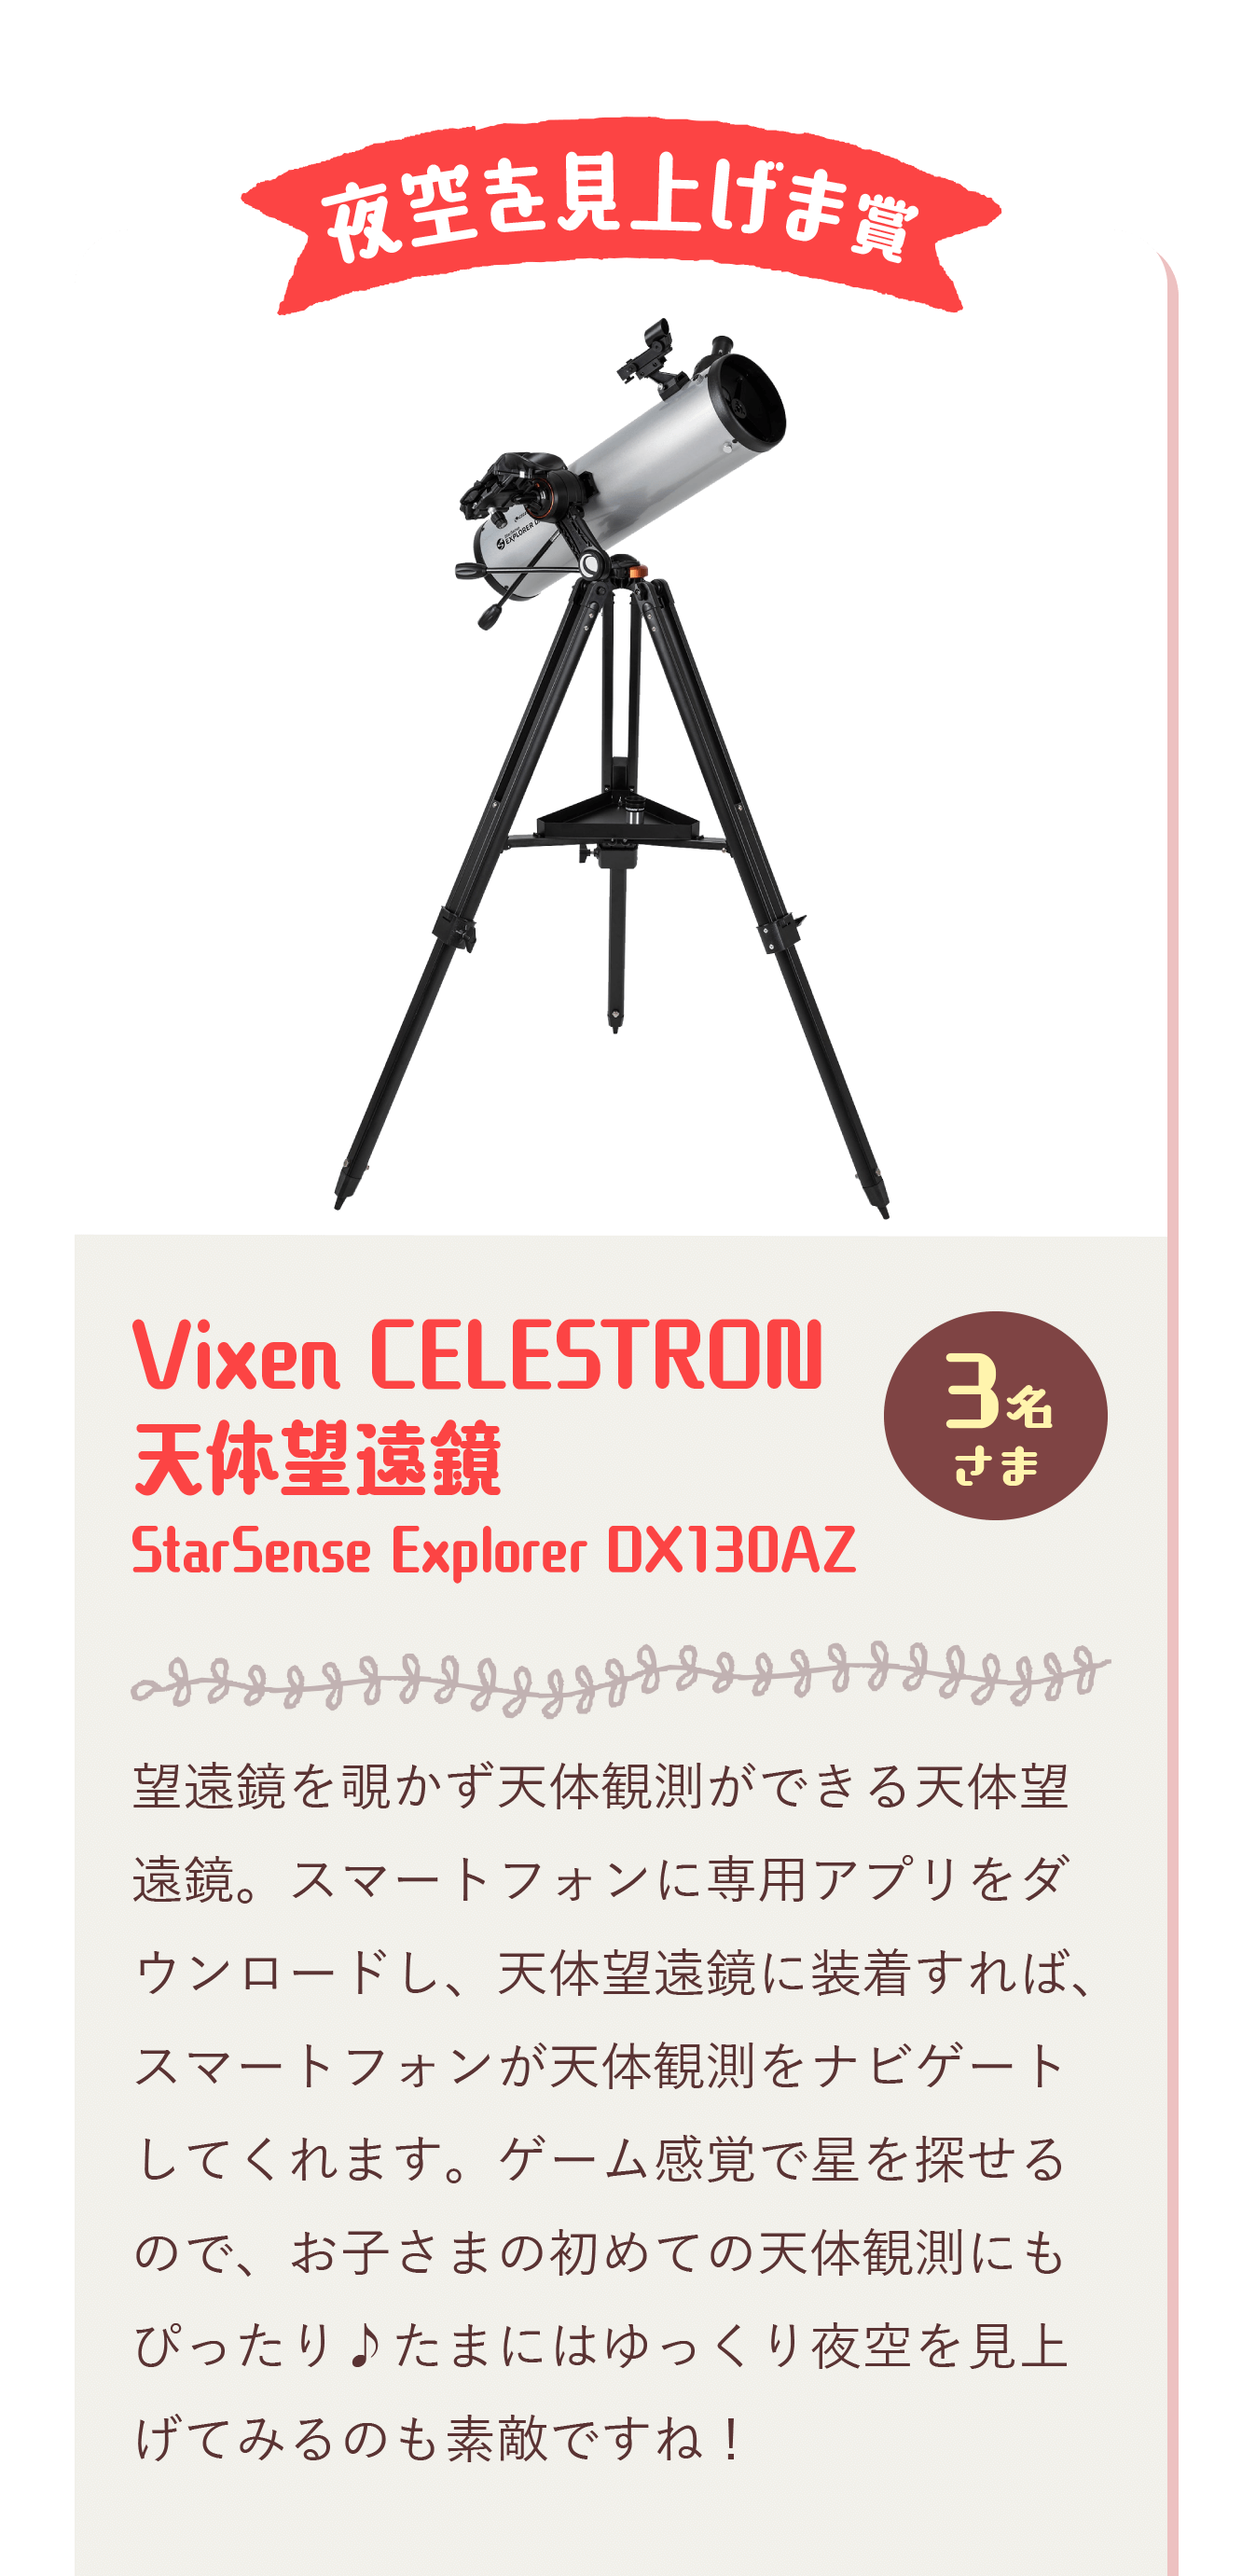 夜空を見上げま賞
EXPLORER
Vixen CELESTRON
天体望遠鏡
StarSense Explorer DX130AZ
3名
さま
望遠鏡を覗かず天体観測ができる天体望
遠鏡。スマートフォンに専用アプリをダ
ウンロードし、天体望遠鏡に装着すれば、
スマートフォンが天体観測をナビゲート
してくれます。ゲーム感覚で星を探せる
ので、お子さまの初めての天体観測にも
ぴったり♪たまにはゆっくり夜空を見上
げてみるのも素敵ですね！